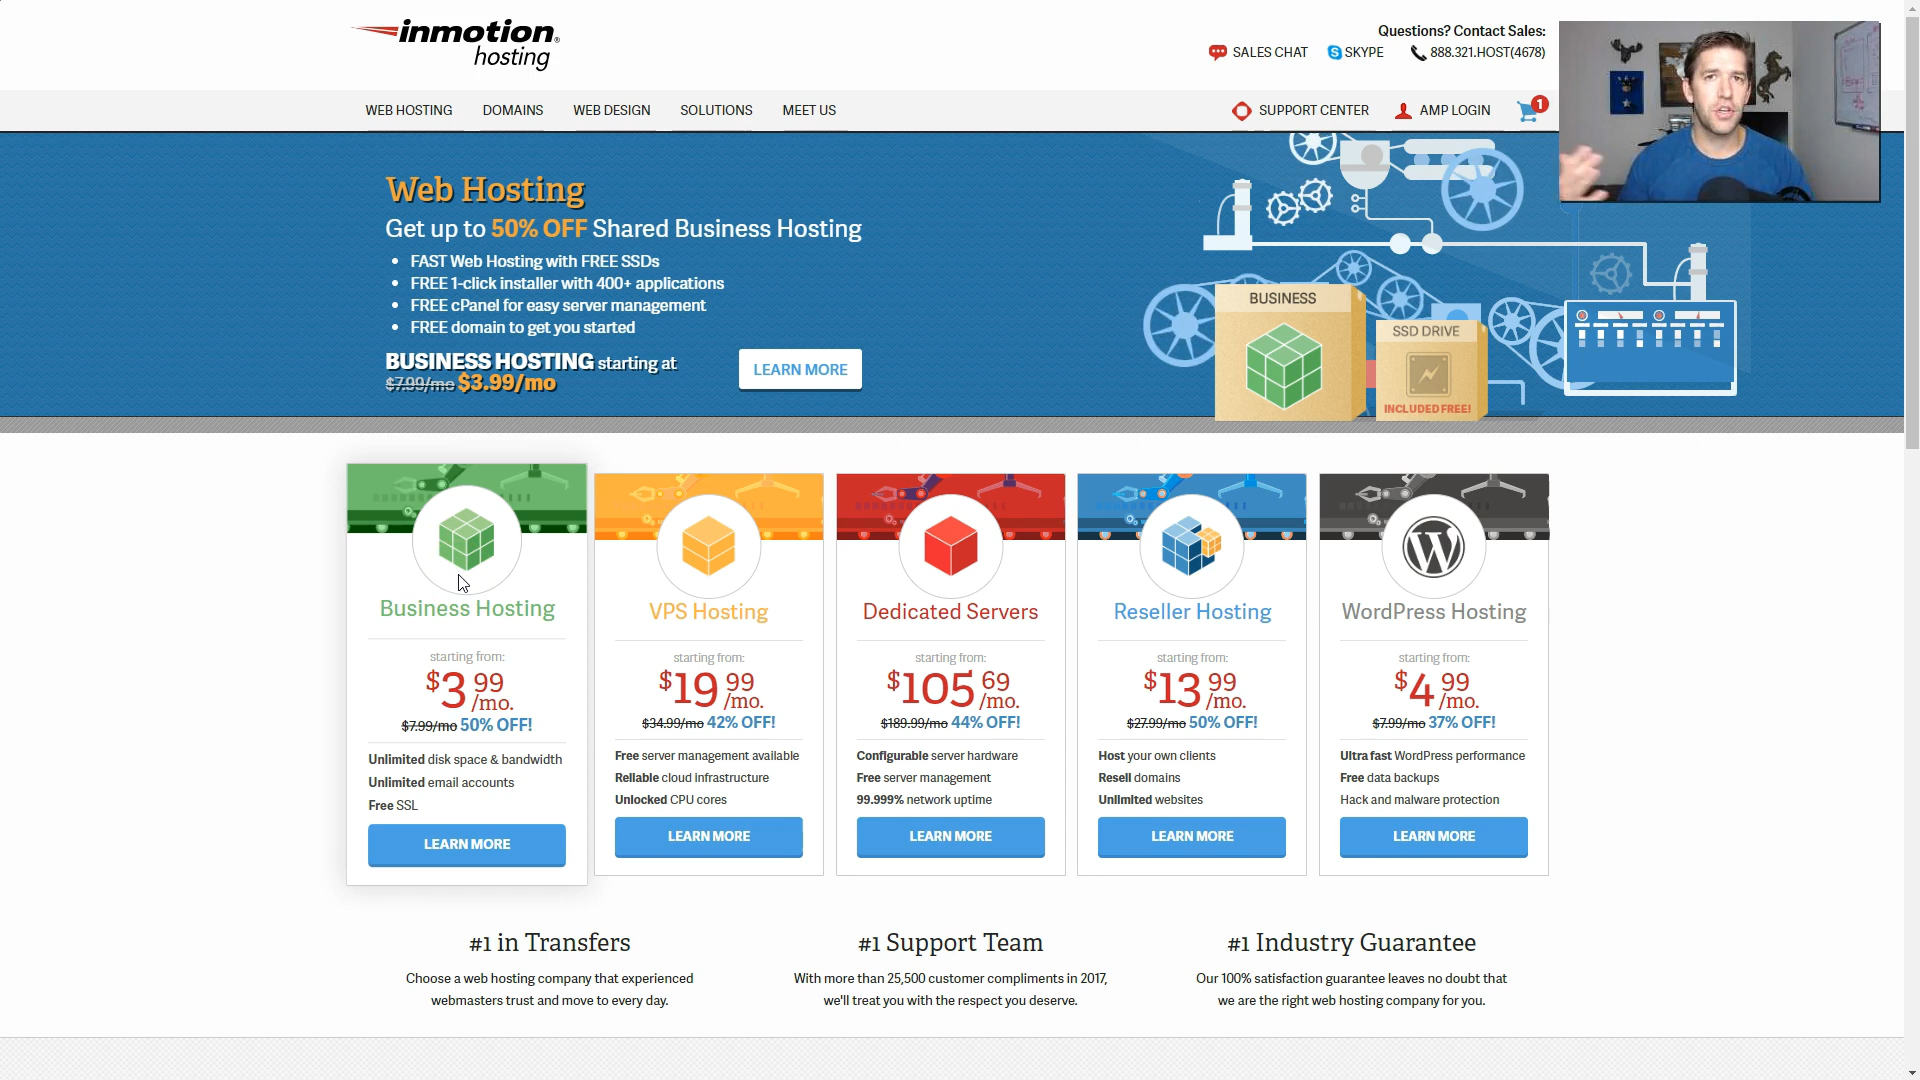 inmotion
hosting
Questions? Contact Sales:
SALES CHAT
SKYPE
888.321.HOST(4678)
WEB HOSTING
DOMAINS
WEB DESIGN
SOLUTIONS
MEET US
SUPPORT CENTER
AMP LOGIN
1
Web Hosting
Get up to 50% OFF Shared Business Hosting
FAST Web Hosting with FREE SSDs
FREE 1-click installer with 400+ applications
FREE cPanel for easy server management
FREE domain to get you started
BUSINESS HOSTING starting at
$7.99/mo $3.99/mo
LEARN MORE
BUSINESS
SSD DRIVE
INCLUDED FREE!
Business Hosting
starting from:
$3.99/mo.
$7.99/mo 50% OFF!
Unlimited disk space & bandwidth
Unlimited email accounts
Free SSL
LEARN MORE
VPS Hosting
starting from:
$19.99/mo.
$34.99/mo 42% OFF!
Free server management available
Reliable cloud infrastructure
Unlocked CPU cores
LEARN MORE
Dedicated Servers
starting from:
$105.69/mo.
$189.99/mo 44% OFF!
Configurable server hardware
Free server management
99.999% network uptime
LEARN MORE
Reseller Hosting
starting from:
$13.99/mo.
$27.99/mo 50% OFF!
Host your own clients
Resell domains
Unlimited websites
LEARN MORE
WordPress Hosting
starting from:
$4.99/mo.
$7.99/mo 37% OFF!
Ultra fast WordPress performance
Free data backups
Hack and malware protection
LEARN MORE
#1 in Transfers
Choose a web hosting company that experienced
webmasters trust and move to every day.
#1 Support Team
With more than 25,500 customer compliments in 2017,
we'll treat you with the respect you deserve.
#1 Industry Guarantee
Our 100% satisfaction guarantee leaves no doubt that
we are the right web hosting company for you.